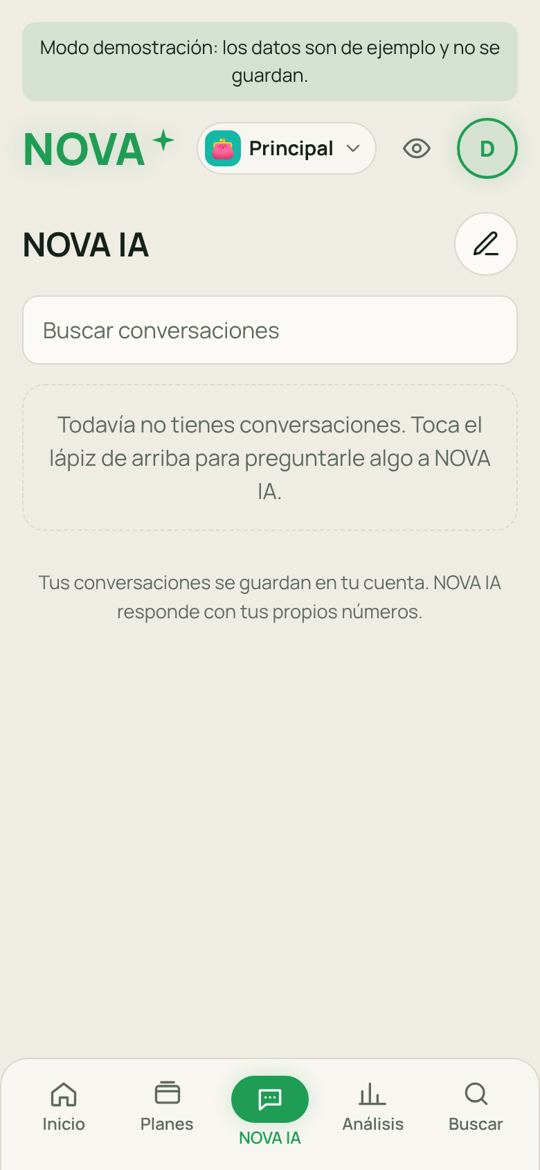 Modo demostración: los datos son de ejemplo y no se
guardan.
NOVA
Principal
D
NOVA IA
Buscar conversaciones
Todavía no tienes conversaciones. Toca el
lápiz de arriba para preguntarle algo a NOVA
IA.
Tus conversaciones se guardan en tu cuenta. NOVA IA
responde con tus propios números.
Inicio
Planes
NOVA IA
Análisis
Buscar